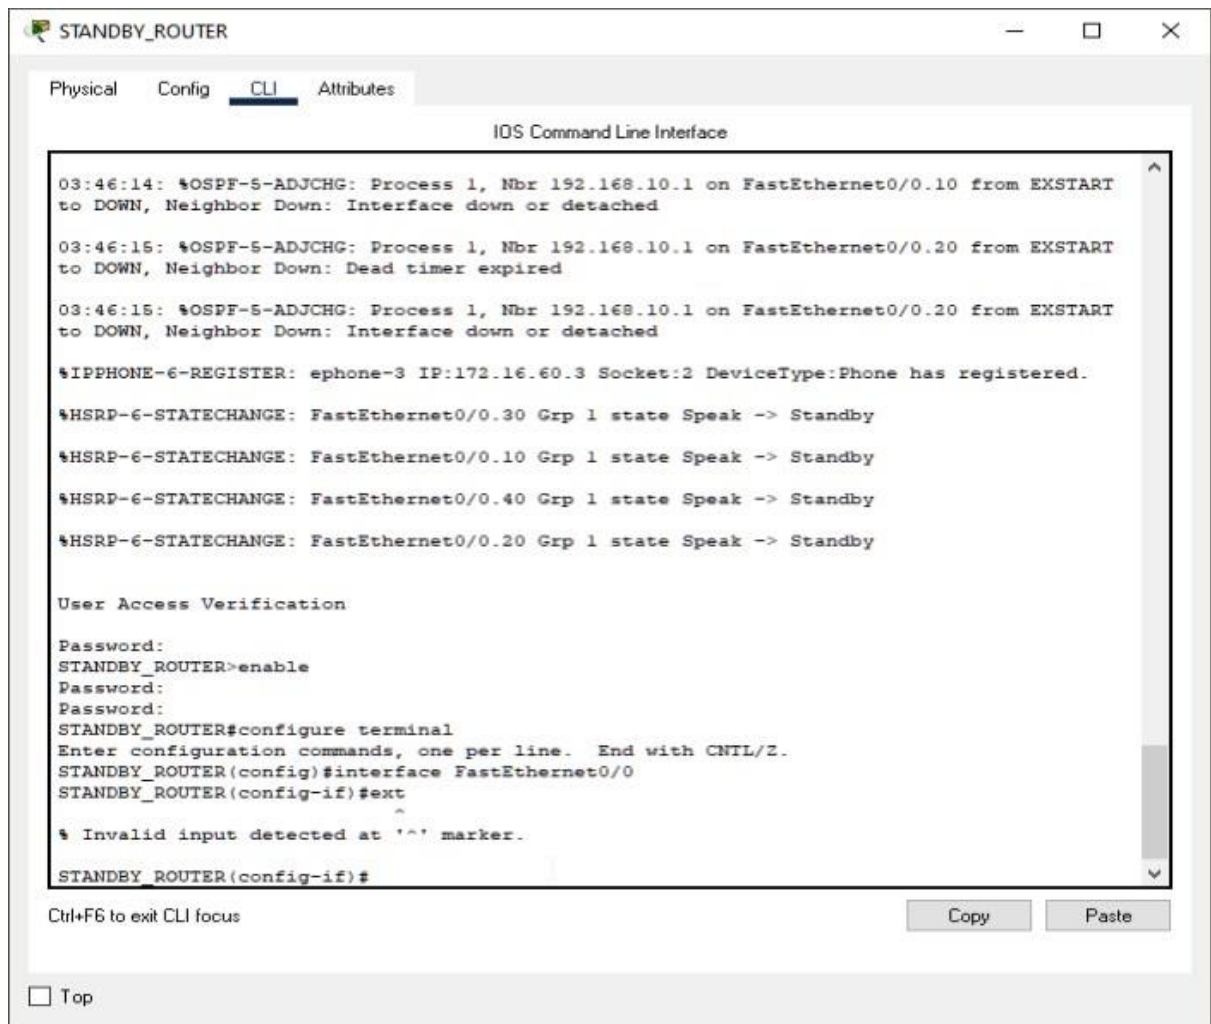 STANDBY_ROUTER
Physical Config CLI Attributes
IOS Command Line Interface
03:46:14: %OSPF-5-ADJCHG: Process 1, Nbr 192.168.10.1 on FastEthernet0/0.10 from EXSTART
to DOWN, Neighbor Down: Interface down or detached
03:46:15: %OSPF-5-ADJCHG: Process 1, Nbr 192.168.10.1 on FastEthernet0/0.20 from EXSTART
to DOWN, Neighbor Down: Dead timer expired
03:46:15: %OSPF-5-ADJCHG: Process 1, Nbr 192.168.10.1 on FastEthernet0/0.20 from EXSTART
to DOWN, Neighbor Down: Interface down or detached
%IPPHONE-6-REGISTER: ephone-3 IP:172.16.60.3 Socket:2 DeviceType:Phone has registered.
%HSRP-6-STATECHANGE: FastEthernet0/0.30 Grp 1 state Speak -> Standby
%HSRP-6-STATECHANGE: FastEthernet0/0.10 Grp 1 state Speak -> Standby
%HSRP-6-STATECHANGE: FastEthernet0/0.40 Grp 1 state Speak -> Standby
%HSRP-6-STATECHANGE: FastEthernet0/0.20 Grp 1 state Speak -> Standby
User Access Verification
Password:
STANDBY_ROUTER>enable
Password:
Password:
STANDBY_ROUTER#configure terminal
Enter configuration commands, one per line.  End with CNTL/Z.
STANDBY_ROUTER(config)#interface FastEthernet0/0
STANDBY_ROUTER(config-if)#ext
^
% Invalid input detected at '^' marker.
STANDBY_ROUTER(config-if)#
Ctrl+F6 to exit CLI focus
Copy Paste
Top